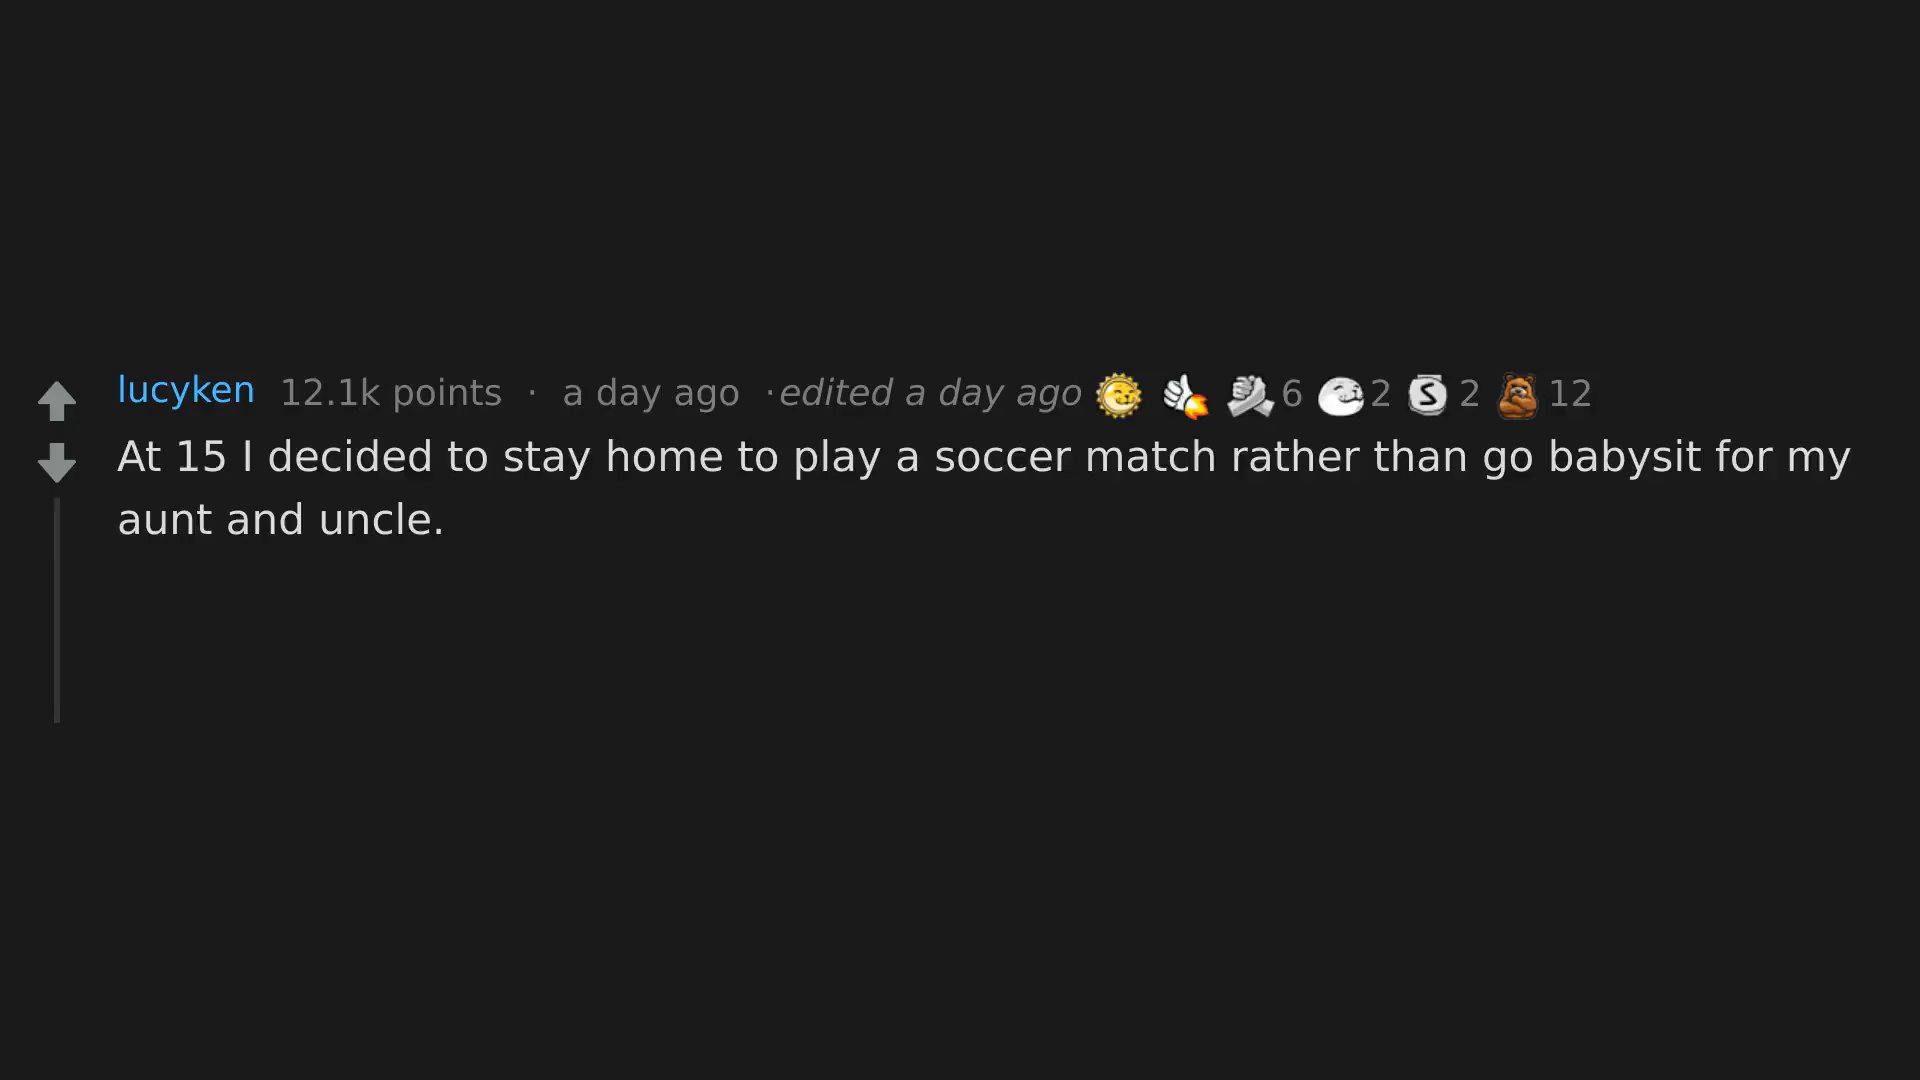 lucyken 12.1k points · a day ago ·edited a day ago 6 2 S 2 12
At 15 I decided to stay home to play a soccer match rather than go babysit for my
aunt and uncle.